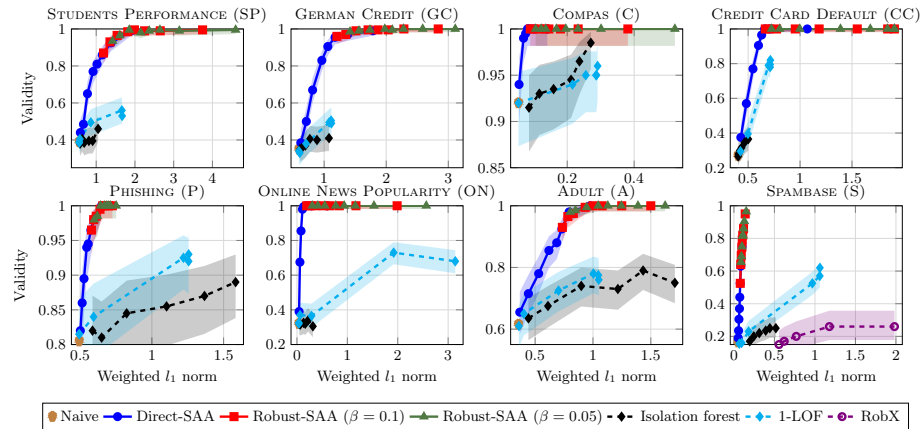 STUDENTS PERFORMANCE (SP)
GERMAN CREDIT (GC)
COMPAS (C)
CREDIT CARD DEFAULT (CC)
Validity
1
0.8
0.6
0.4
0.2
1 2 3 4
1
0.8
0.6
0.4
1 2 3
1
0.95
0.9
0.85
0.2 0.4
1
0.8
0.6
0.4
0.2
0.5 1 1.5
PHISHING (P)
ONLINE NEWS POPULARITY (ON)
ADULT (A)
SPAMBASE (S)
Validity
1
0.95
0.9
0.85
0.8
0.5 1 1.5
Weighted l₁ norm
1
0.8
0.6
0.4
0.2
0 1 2 3
Weighted l₁ norm
1
0.8
0.6
0.5 1 1.5
Weighted l₁ norm
1
0.8
0.6
0.4
0.2
0 0.5 1 1.5 2
Weighted l₁ norm
Naive
Direct-SAA
Robust-SAA (β = 0.1)
Robust-SAA (β = 0.05)
Isolation forest
1-LOF
RobX